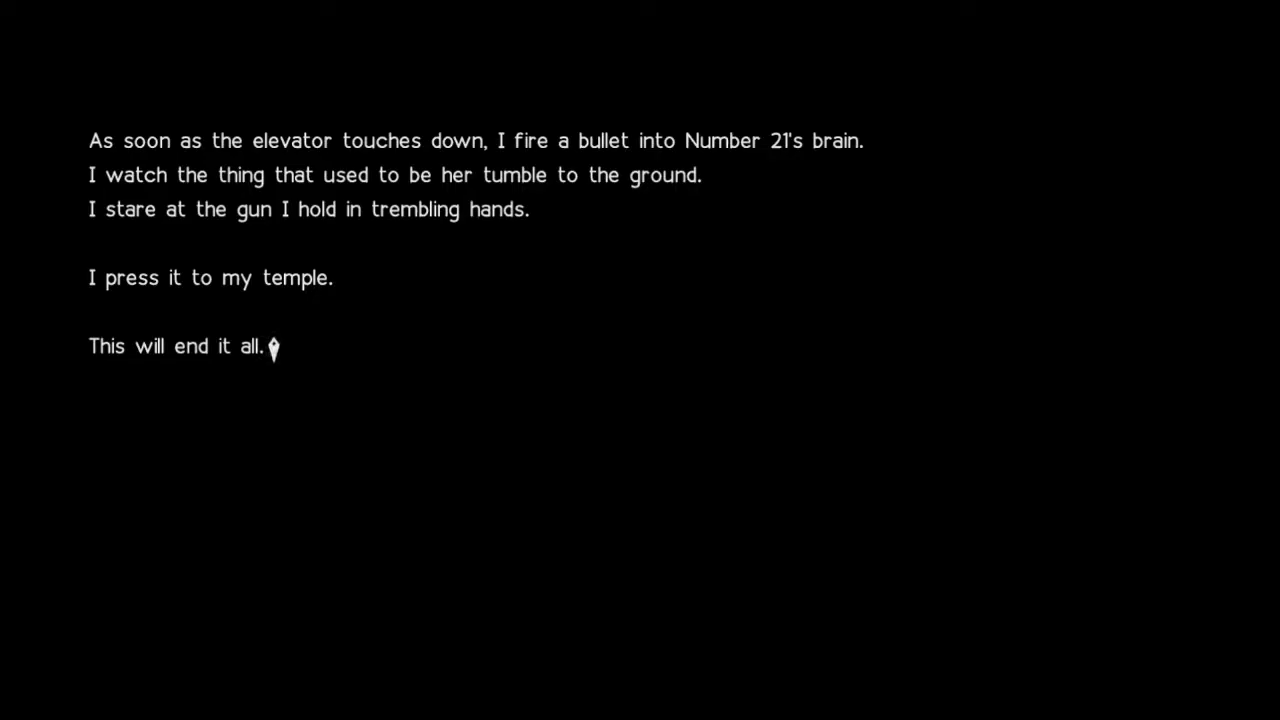 As soon as the elevator touches down, I fire a bullet into Number 21's brain.
I watch the thing that used to be her tumble to the ground.
I stare at the gun I hold in trembling hands.
I press it to my temple.
This will end it all.